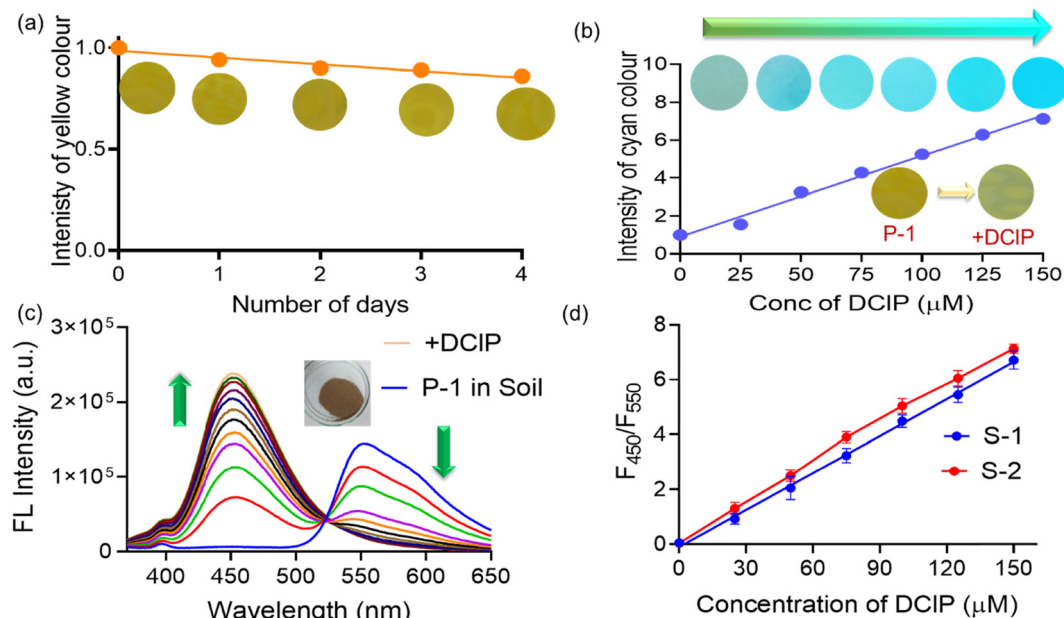 (a)
Intenisty of yellow colour
1.0
0.5
0.0
0 1 2 3 4
Number of days
(b)
Intensity of cyan colour
10
8
6
4
2
0
P-1
+DCIP
0 25 50 75 100 125 150
Conc of DCIP (μM)
(c)
FL Intensity (a.u.)
3×10⁵
2×10⁵
1×10⁵
0
+DCIP
P-1 in Soil
400 450 500 550 600 650
Wavelength (nm)
(d)
F450/F550
8
6
4
2
0
S-1
S-2
0 30 60 90 120 150
Concentration of DCIP (μM)